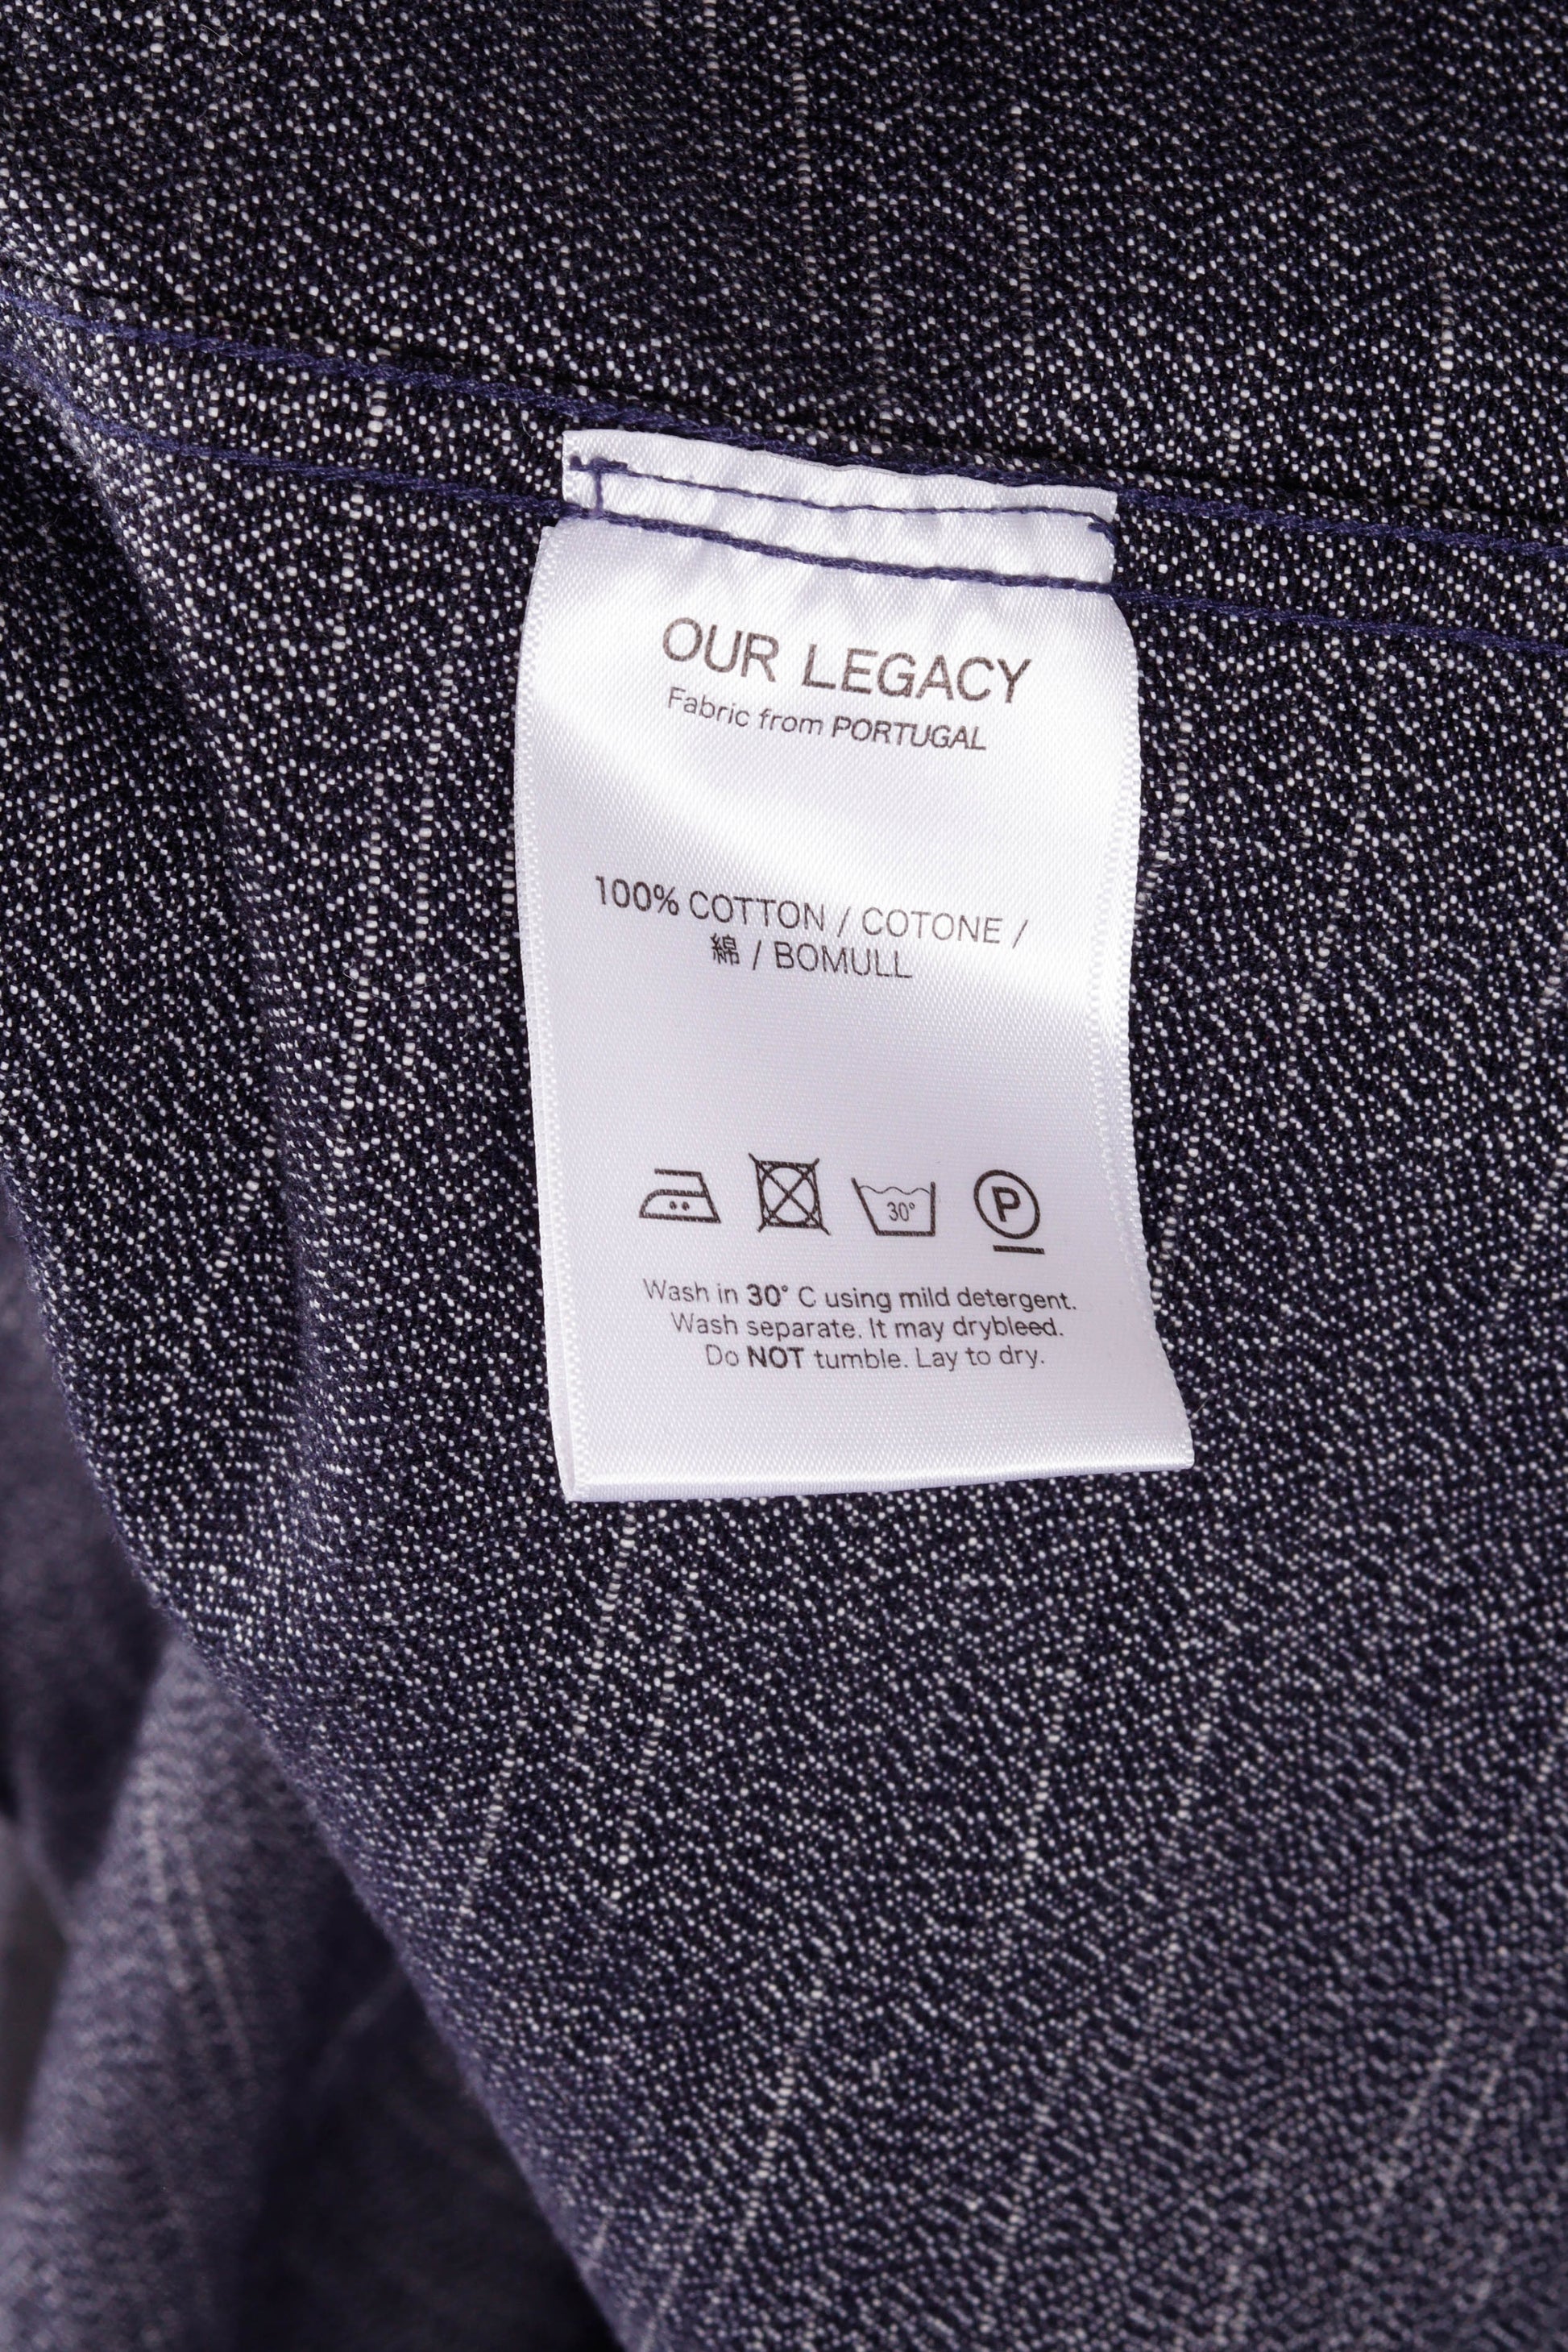 OUR LEGACY
Fabric from PORTUGAL
100% COTTON / COTONE /
綿 / BOMULL
30°
P
Wash in 30° C using mild detergent.
Wash separate. It may drybleed.
Do NOT tumble. Lay to dry.